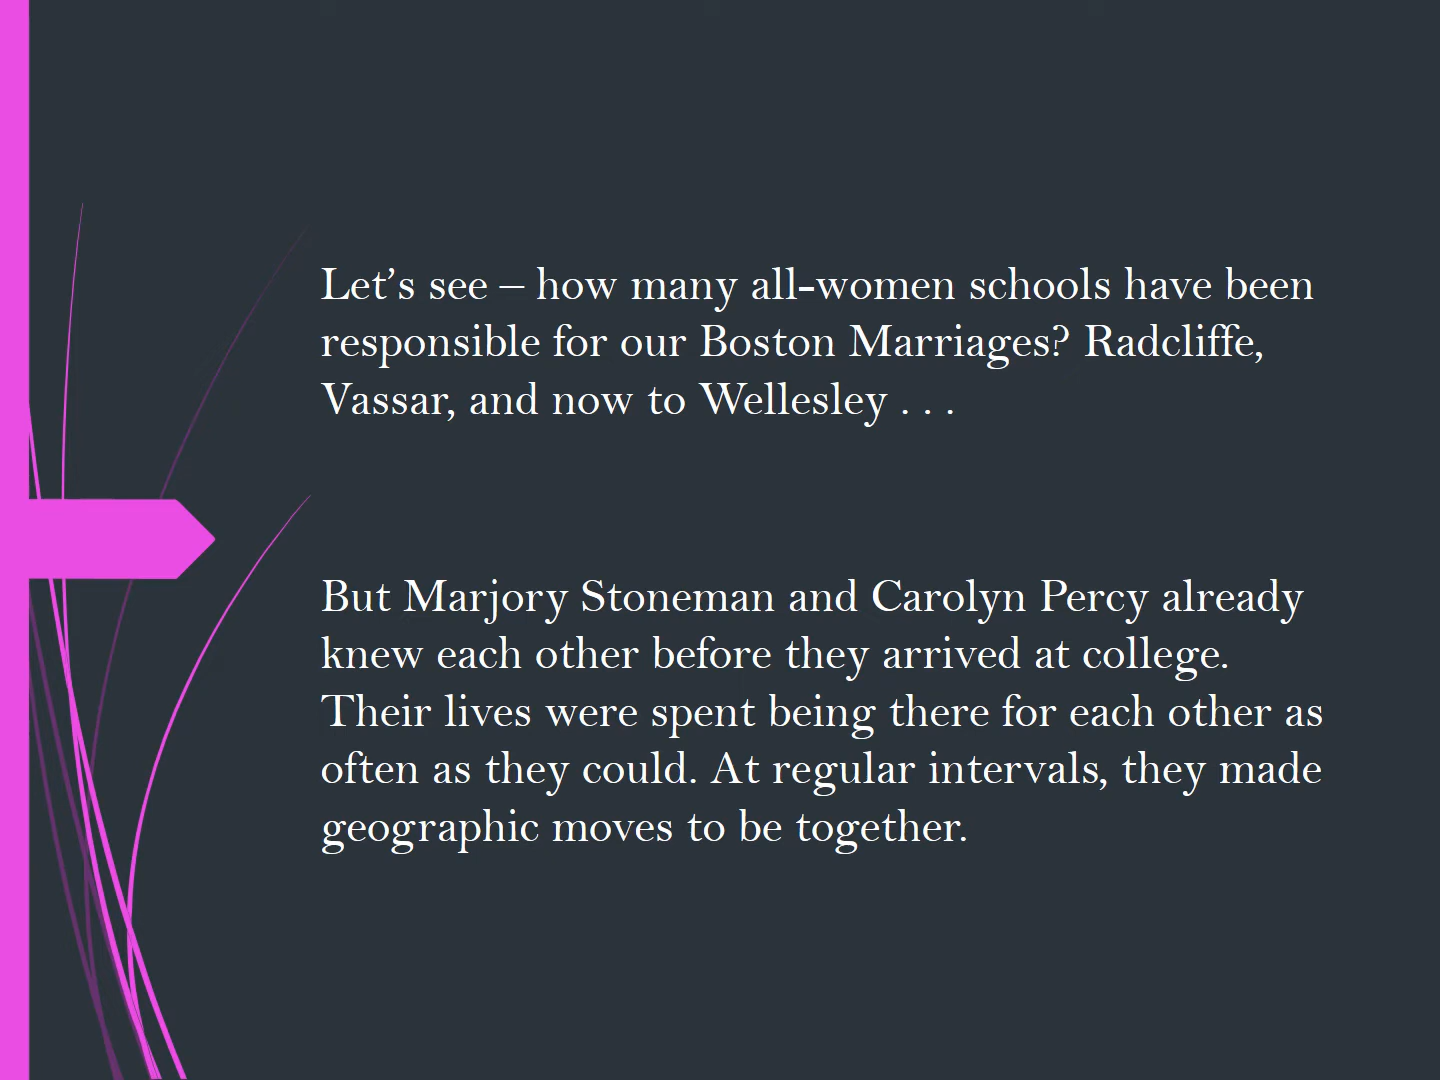 Let’s see – how many all-women schools have been
responsible for our Boston Marriages? Radcliffe,
Vassar, and now to Wellesley . . .
But Marjory Stoneman and Carolyn Percy already
knew each other before they arrived at college.
Their lives were spent being there for each other as
often as they could. At regular intervals, they made
geographic moves to be together.